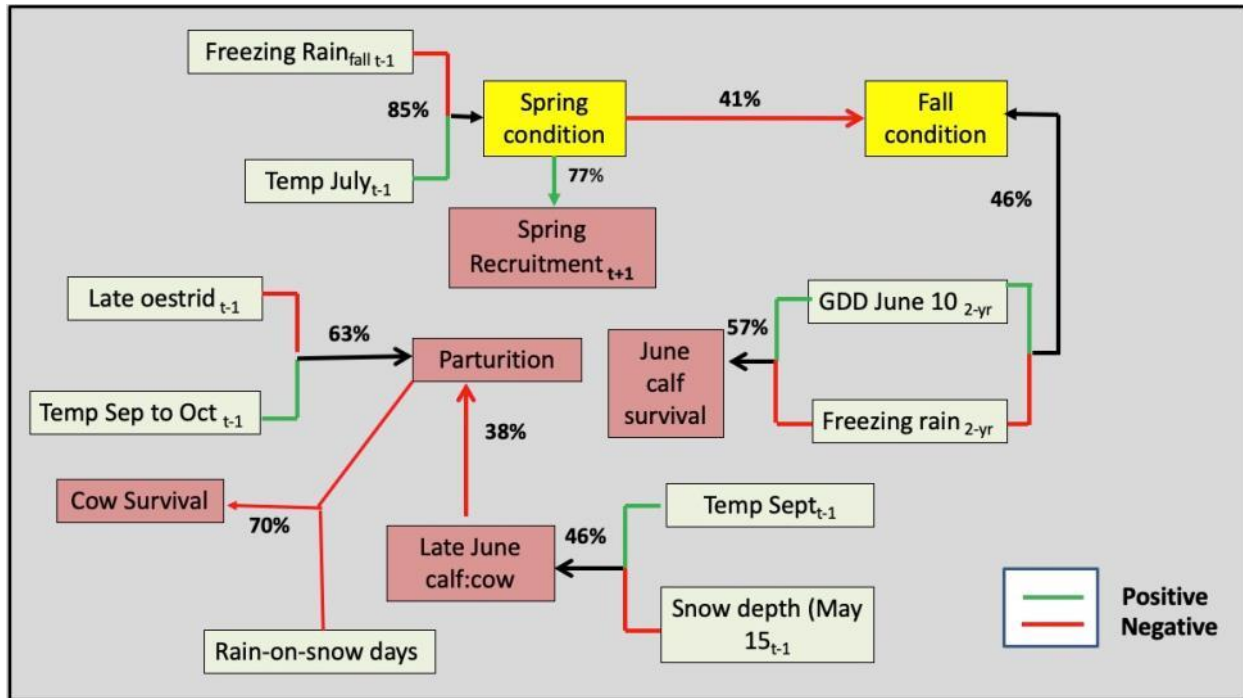 Freezing Rain fall t-1
85%
Temp July t-1
Spring
condition
41%
Fall
condition
77%
46%
Spring
Recruitment t+1
Late oestrid t-1
63%
Temp Sep to Oct t-1
Parturition
GDD June 10 2-yr
57%
June
calf
survival
Freezing rain 2-yr
38%
Cow Survival
70%
Rain-on-snow days
Late June
calf:cow
46%
Temp Sept t-1
Snow depth (May
15 t-1
Positive
Negative